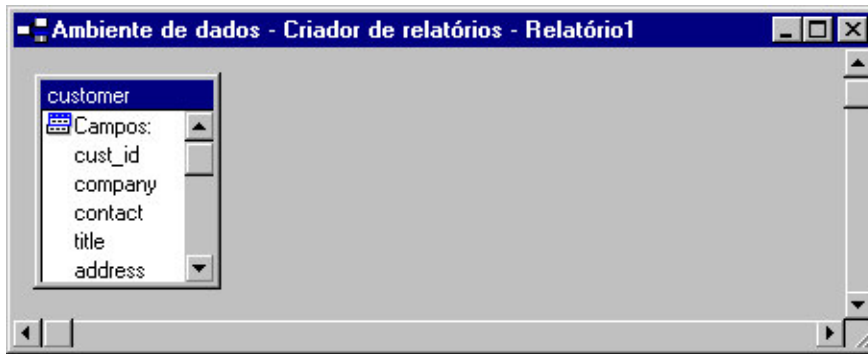 Ambiente de dados - Criador de relatórios - Relatório1
customer
Campos:
cust_id
company
contact
title
address